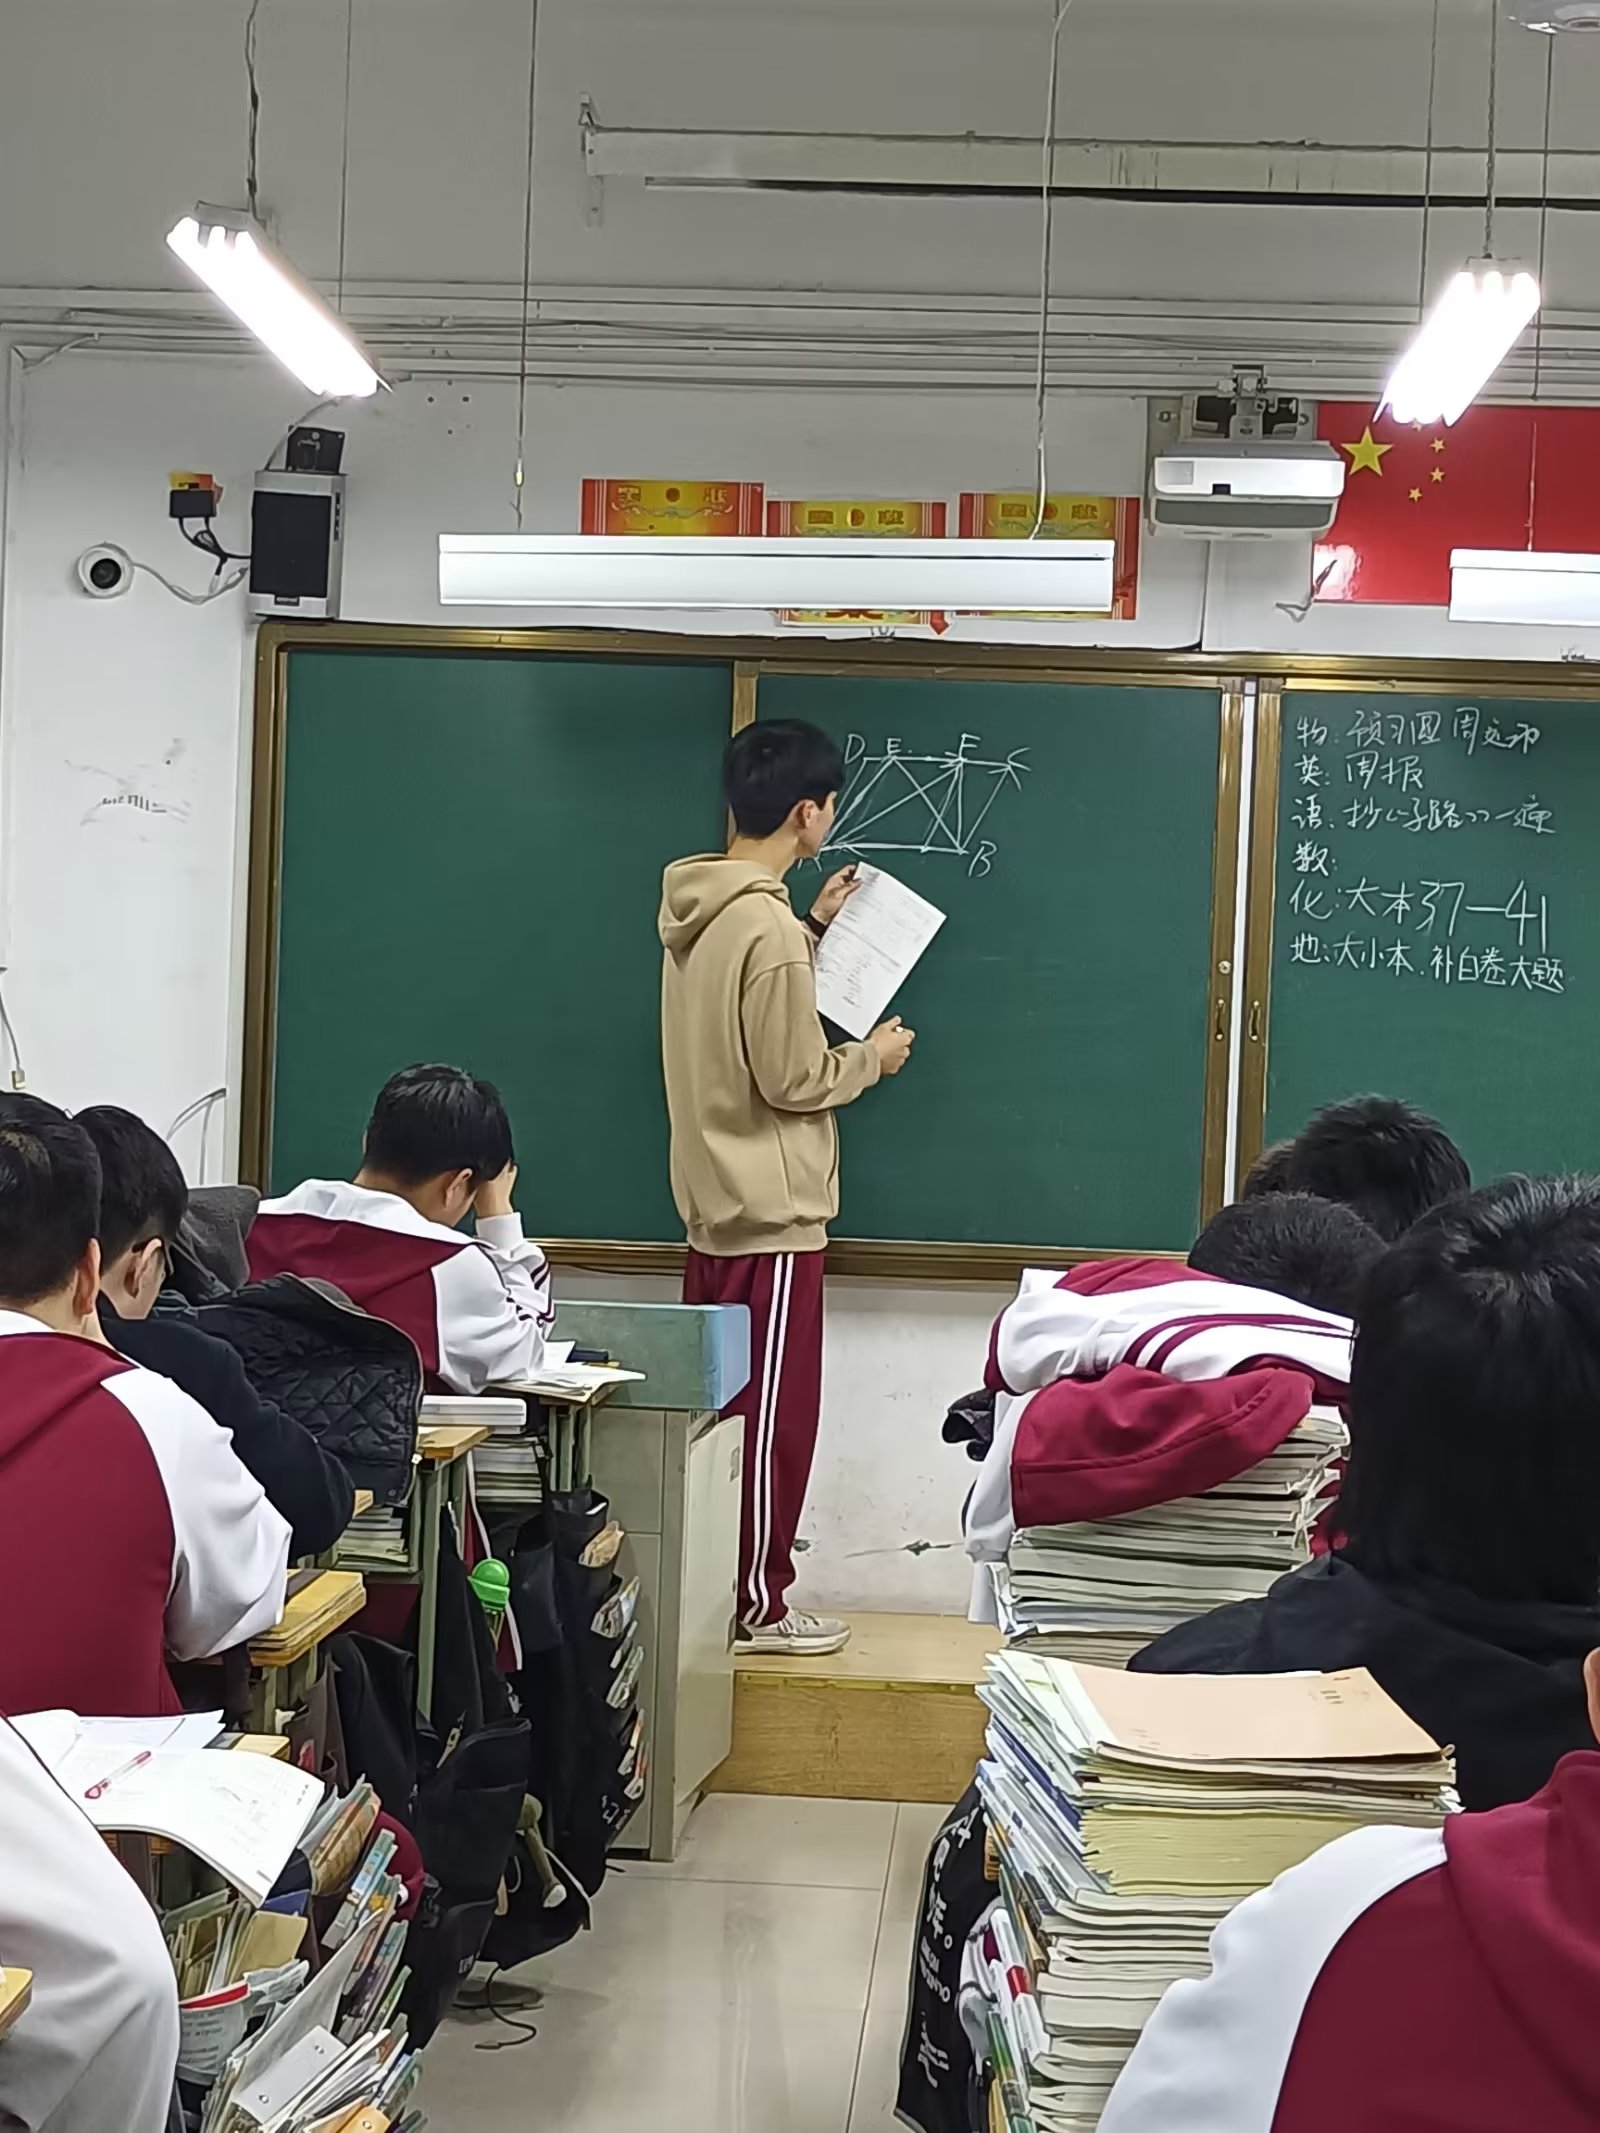 D E F C
B
物:预习圆周运动
英:周报
语:抄《子路》一遍
数:
化:大本37—41
地:大小本.补白卷大题